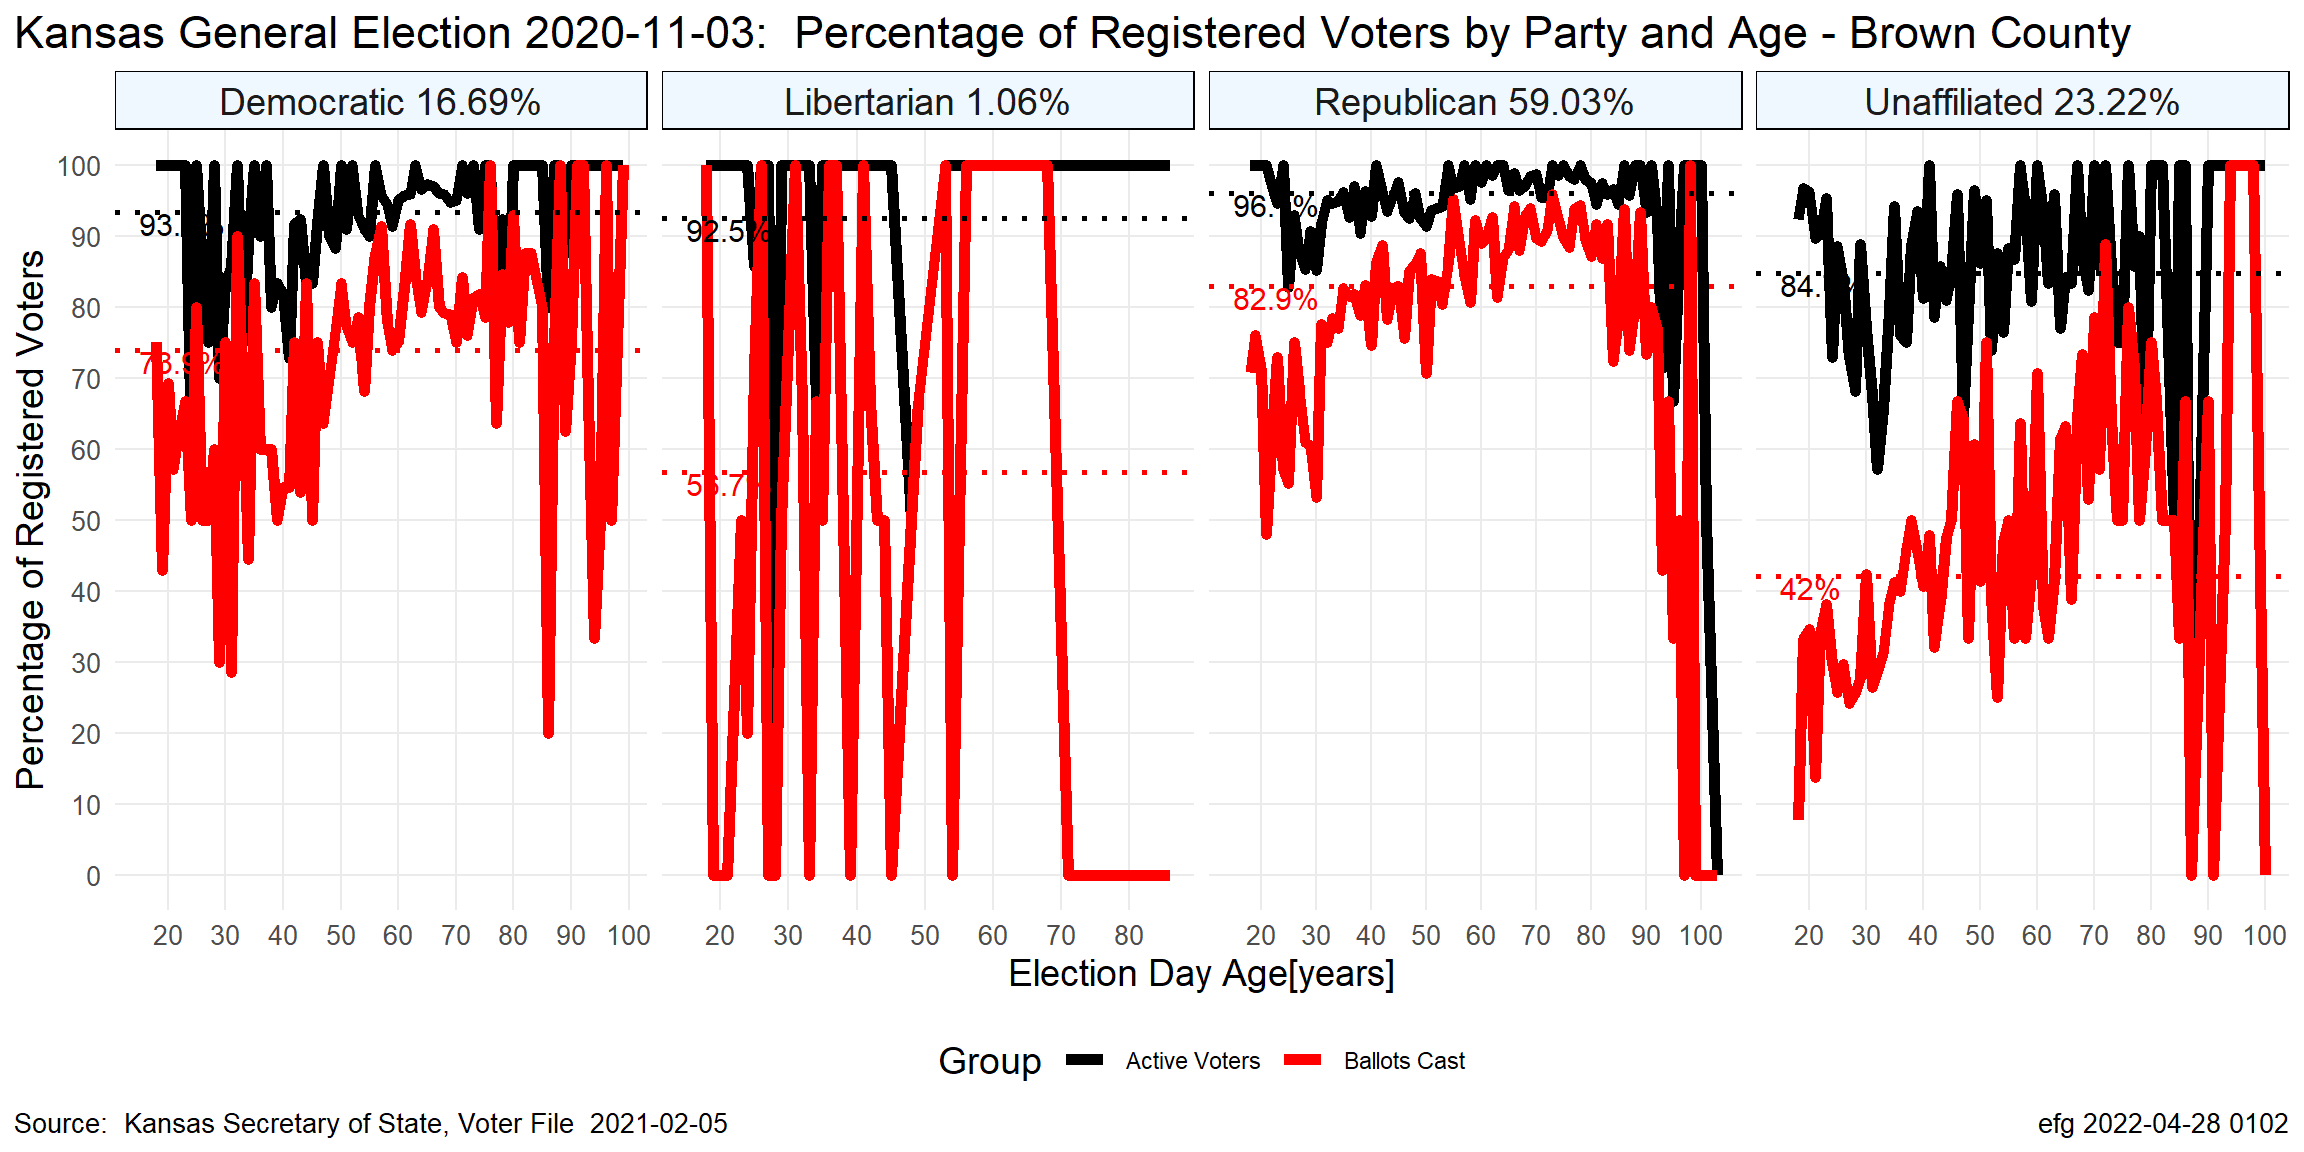 Kansas General Election 2020-11-03:  Percentage of Registered Voters by Party and Age - Brown County
Democratic 16.69%
Libertarian 1.06%
Republican 59.03%
Unaffiliated 23.22%
Percentage of Registered Voters
100
90
80
70
60
50
40
30
20
10
0
92.5%
82.9%
73.9%
42%
20 30 40 50 60 70 80 90 100
20 30 40 50 60 70 80
20 30 40 50 60 70 80 90 100
20 30 40 50 60 70 80 90 100
Election Day Age[years]
Group Active Voters Ballots Cast
Source:  Kansas Secretary of State, Voter File  2021-02-05
efg 2022-04-28 0102